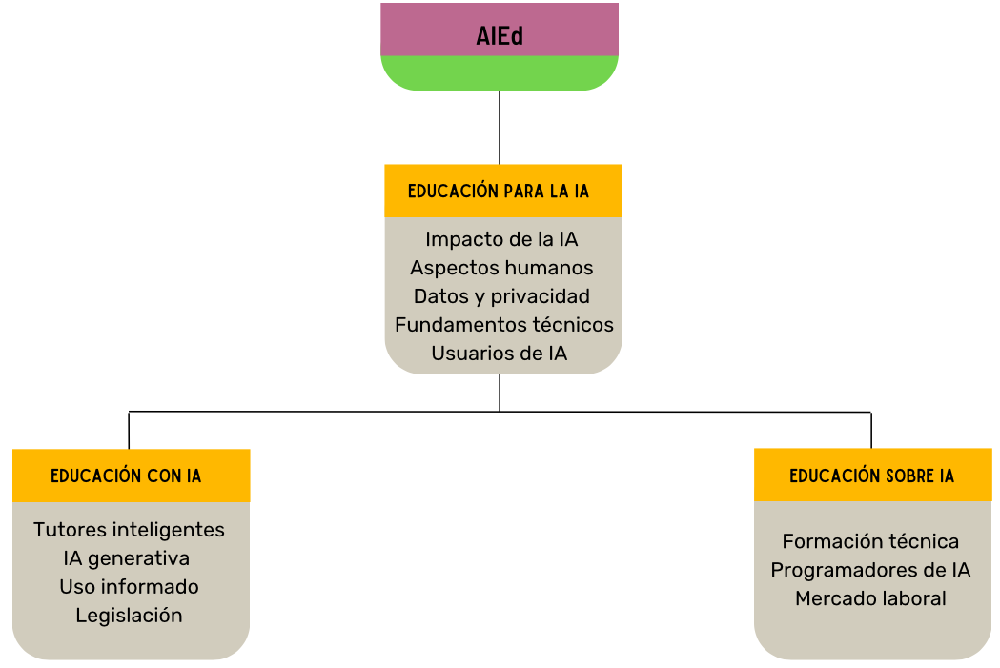 AIEd
EDUCACIÓN PARA LA IA
Impacto de la IA
Aspectos humanos
Datos y privacidad
Fundamentos técnicos
Usuarios de IA
EDUCACIÓN CON IA
Tutores inteligentes
IA generativa
Uso informado
Legislación
EDUCACIÓN SOBRE IA
Formación técnica
Programadores de IA
Mercado laboral